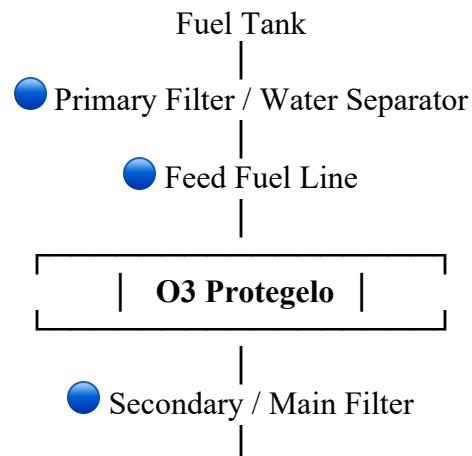 Fuel Tank
Primary Filter / Water Separator
Feed Fuel Line
O3 Protegelo
Secondary / Main Filter